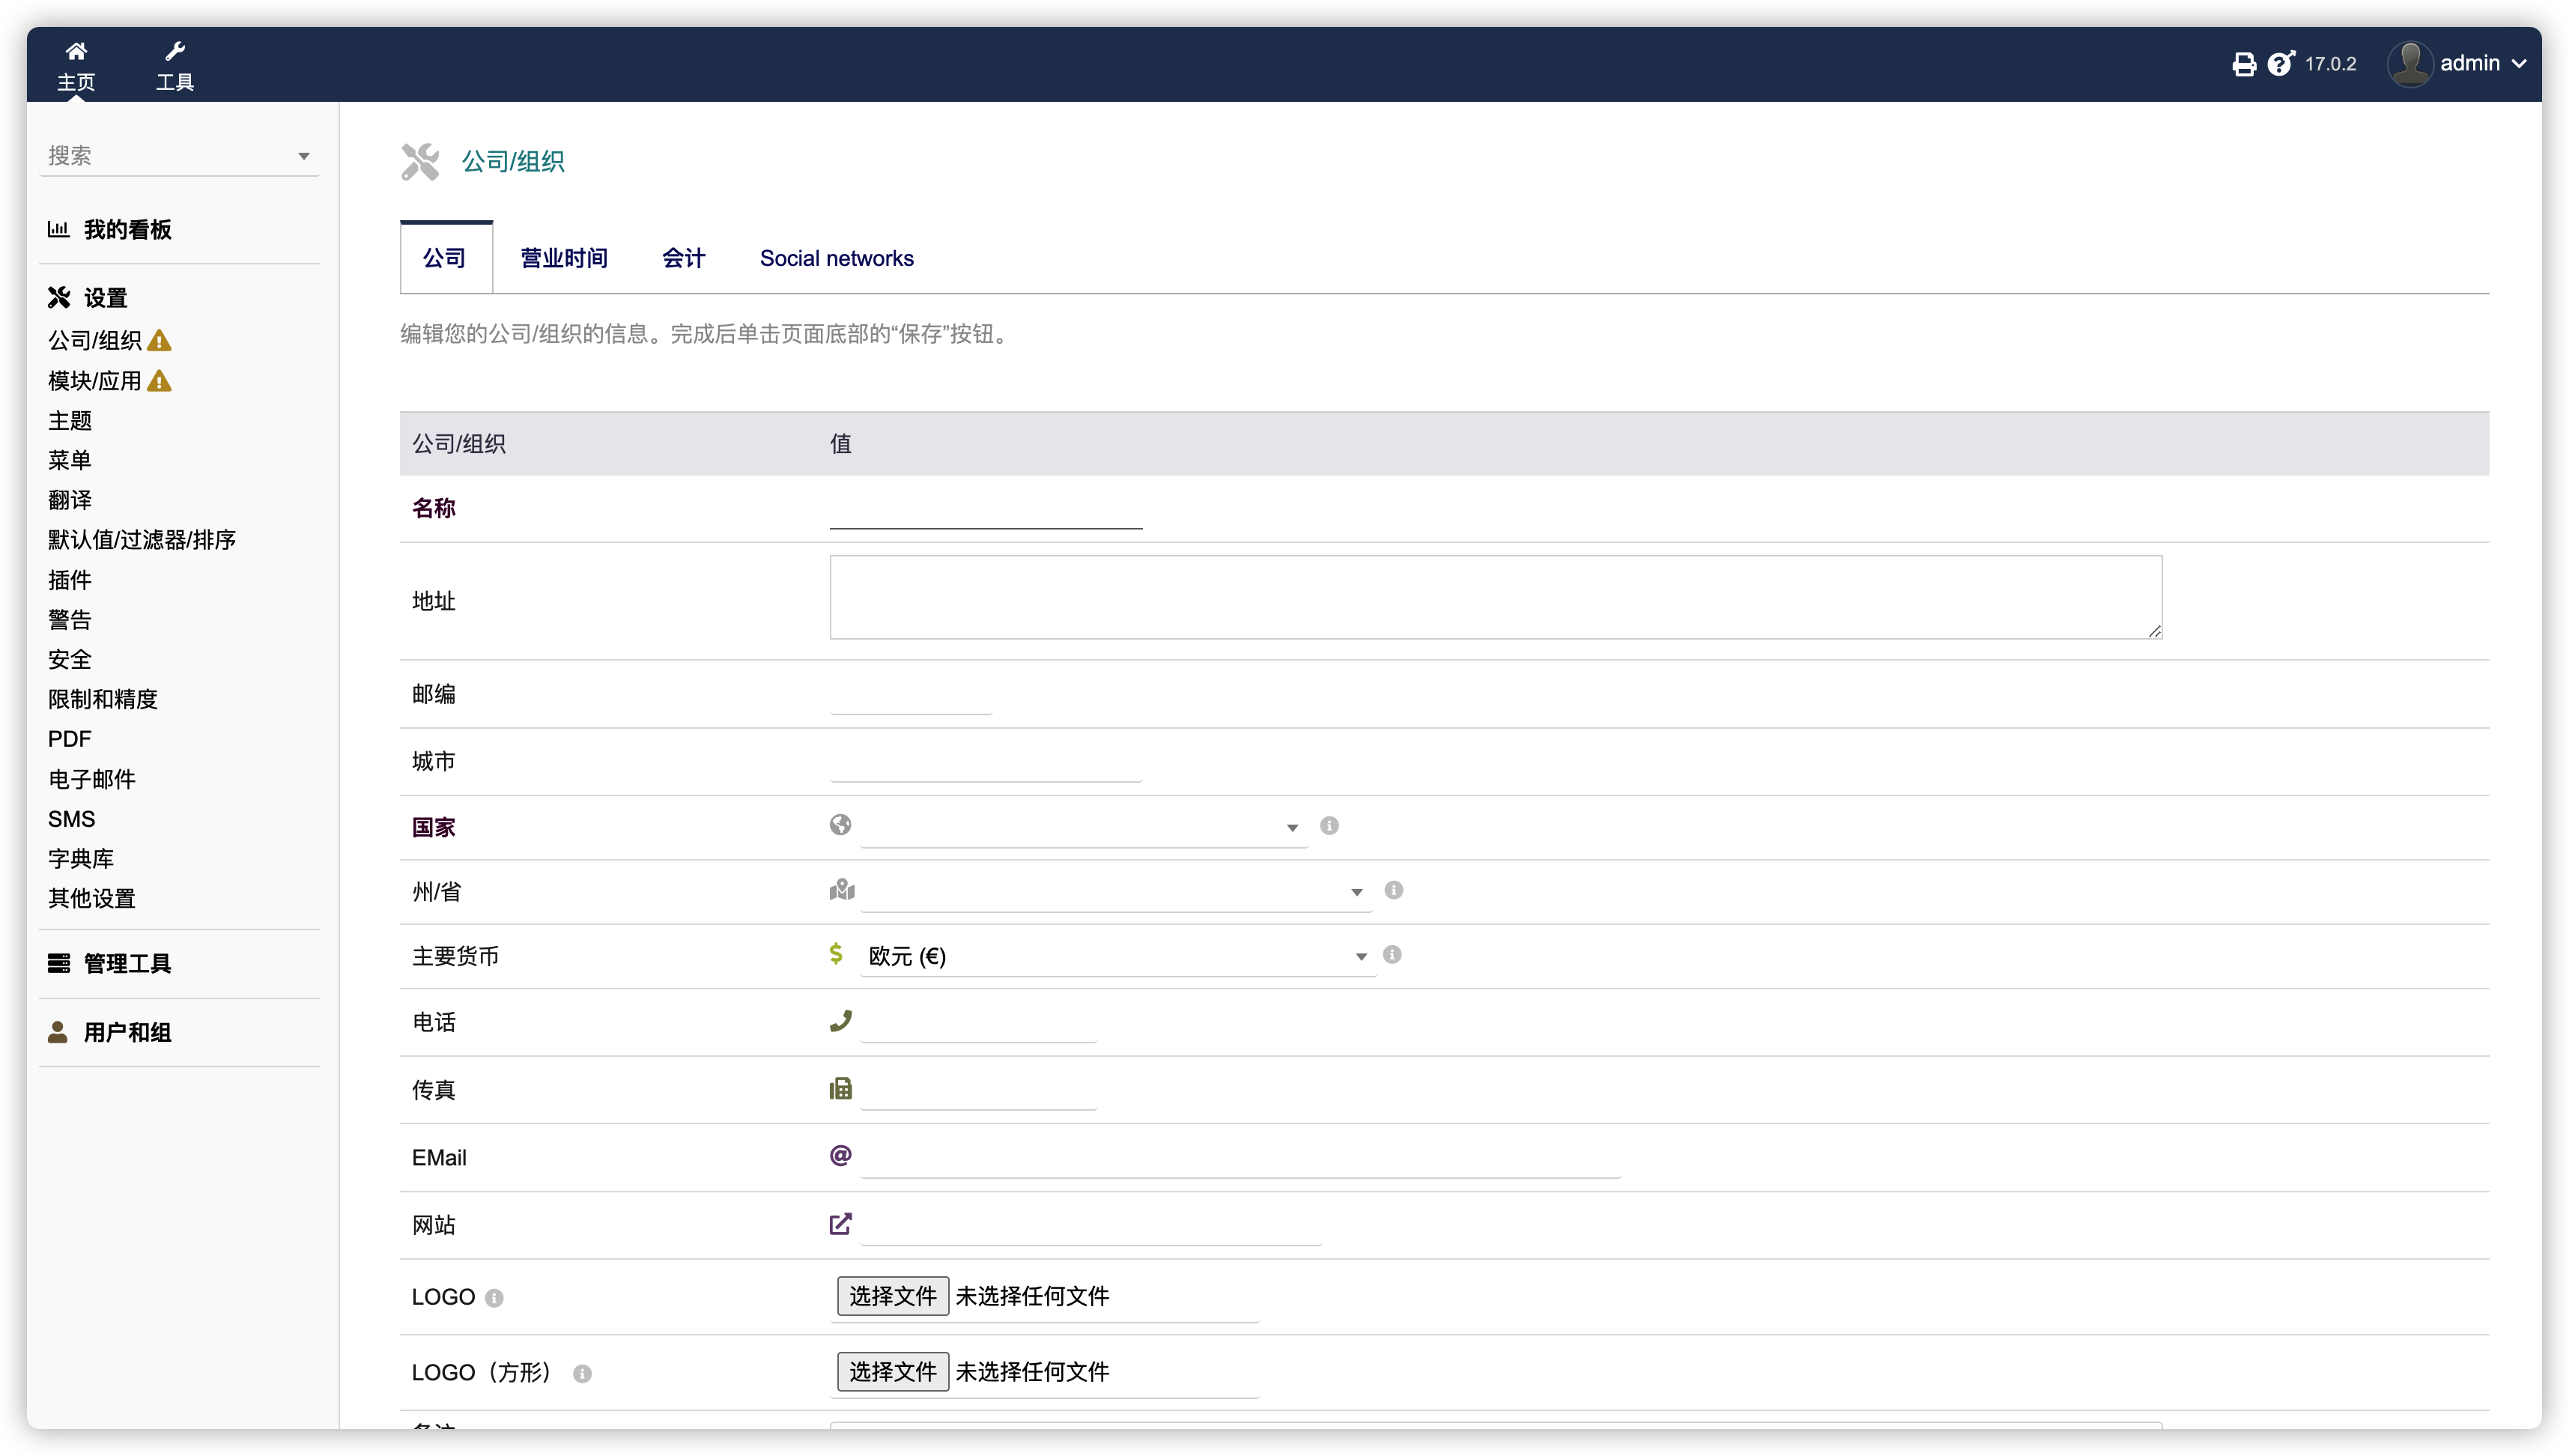 主页
工具
17.0.2
admin
搜索
我的看板
设置
公司/组织
模块/应用
主题
菜单
翻译
默认值/过滤器/排序
插件
警告
安全
限制和精度
PDF
电子邮件
SMS
字典库
其他设置
管理工具
用户和组
公司/组织
公司 营业时间 会计 Social networks
编辑您的公司/组织的信息。完成后单击页面底部的“保存”按钮。
公司/组织 值
名称
地址
邮编
城市
国家
州/省
主要货币 欧元 (€)
电话
传真
EMail
网站
LOGO 选择文件 未选择任何文件
LOGO（方形） 选择文件 未选择任何文件